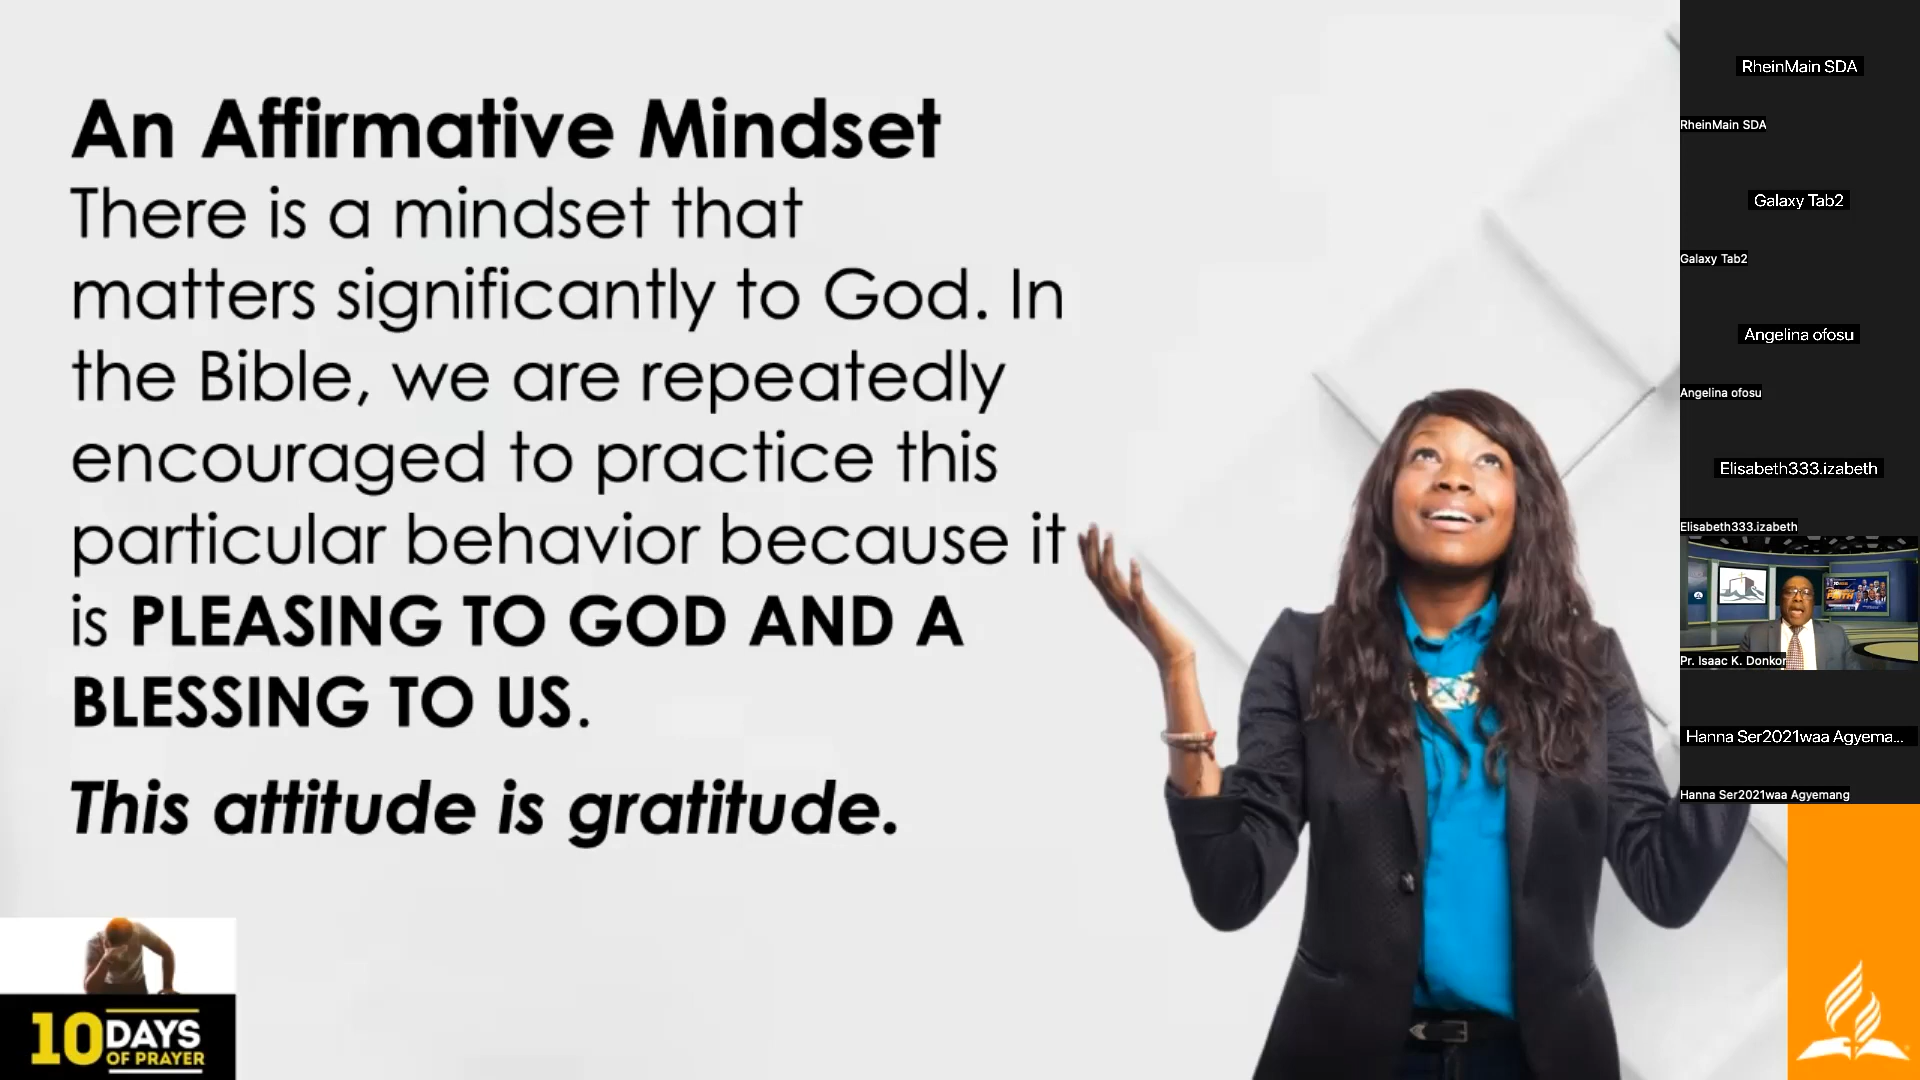 An Affirmative Mindset
There is a mindset that
matters significantly to God. In
the Bible, we are repeatedly
encouraged to practice this
particular behavior because it
is PLEASING TO GOD AND A
BLESSING TO US.
This attitude is gratitude.
10 DAYS
OF PRAYER
RheinMain SDA
RheinMain SDA
Galaxy Tab2
Galaxy Tab2
Angelina ofosu
Angelina ofosu
Elisabeth333.izabeth
Elisabeth333.izabeth
FAITH
Pr. Isaac K. Donkor
Hanna Ser2021waa Agyema...
Hanna Ser2021waa Agyemang